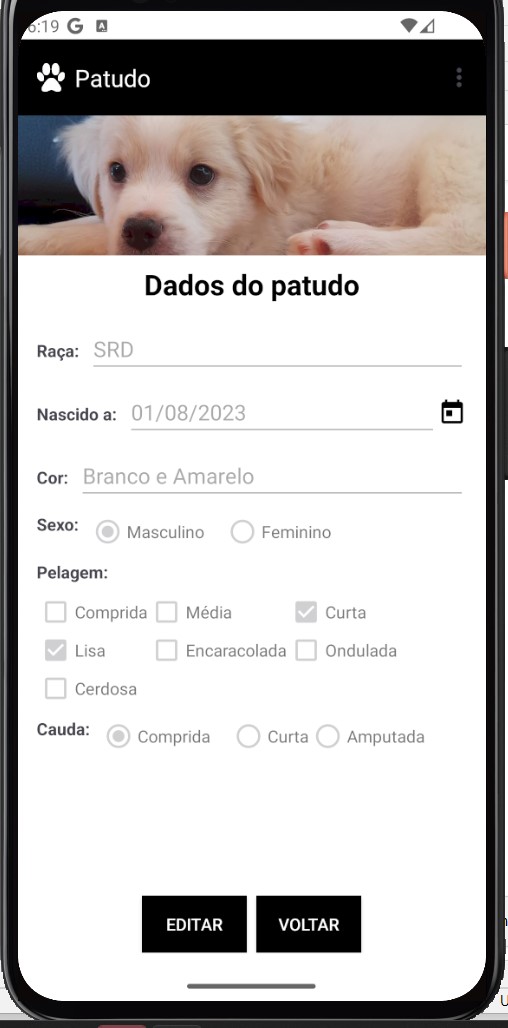 6:19
Patudo
Dados do patudo
Raça: SRD
Nascido a: 01/08/2023
Cor: Branco e Amarelo
Sexo: Masculino Feminino
Pelagem:
Comprida Média Curta
Lisa Encaracolada Ondulada
Cerdosa
Cauda: Comprida Curta Amputada
EDITAR VOLTAR